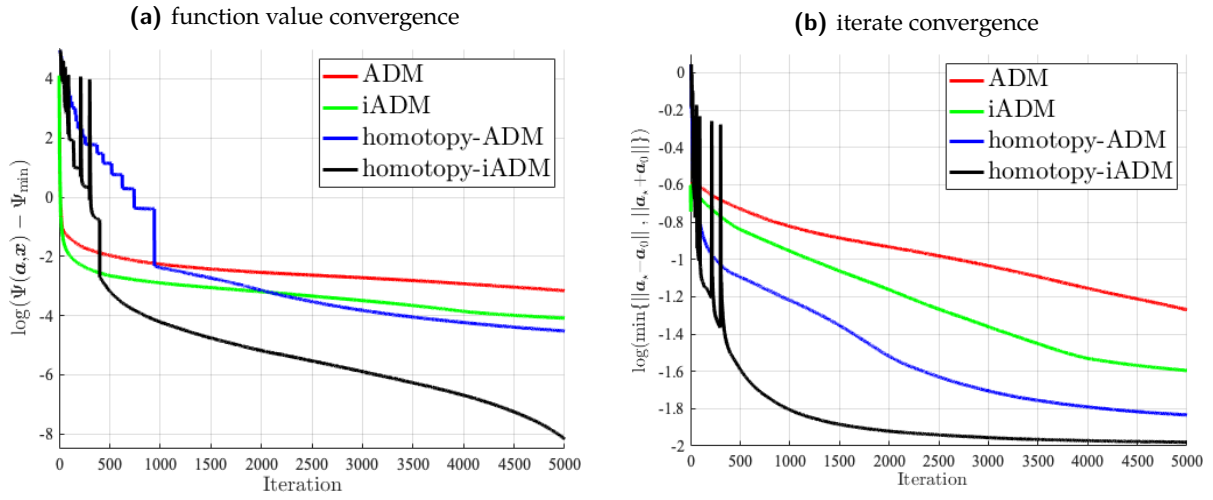 (a) function value convergence
log(Ψ(a,x) − Ψmin)
4
2
0
-2
-4
-6
-8
0 500 1000 1500 2000 2500 3000 3500 4000 4500 5000
Iteration
ADM
iADM
homotopy-ADM
homotopy-iADM
(b) iterate convergence
log(min{||a⋆−a0|| ,||a⋆+a0||})
0
-0.2
-0.4
-0.6
-0.8
-1
-1.2
-1.4
-1.6
-1.8
-2
0 500 1000 1500 2000 2500 3000 3500 4000 4500 5000
Iteration
ADM
iADM
homotopy-ADM
homotopy-iADM